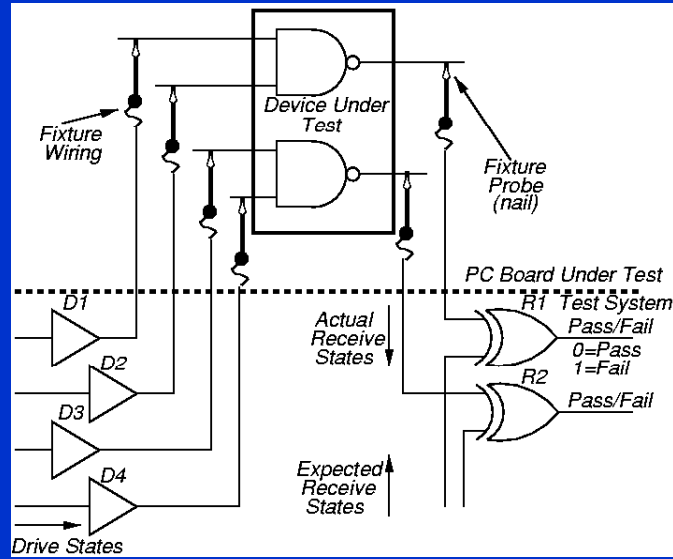 Device Under
Test
Fixture
Wiring
Fixture
Probe
(nail)
PC Board Under Test
D1
R1 Test System
Actual
Receive
States
Pass/Fail
0=Pass
1=Fail
D2
R2
Pass/Fail
D3
D4
Expected
Receive
States
Drive States